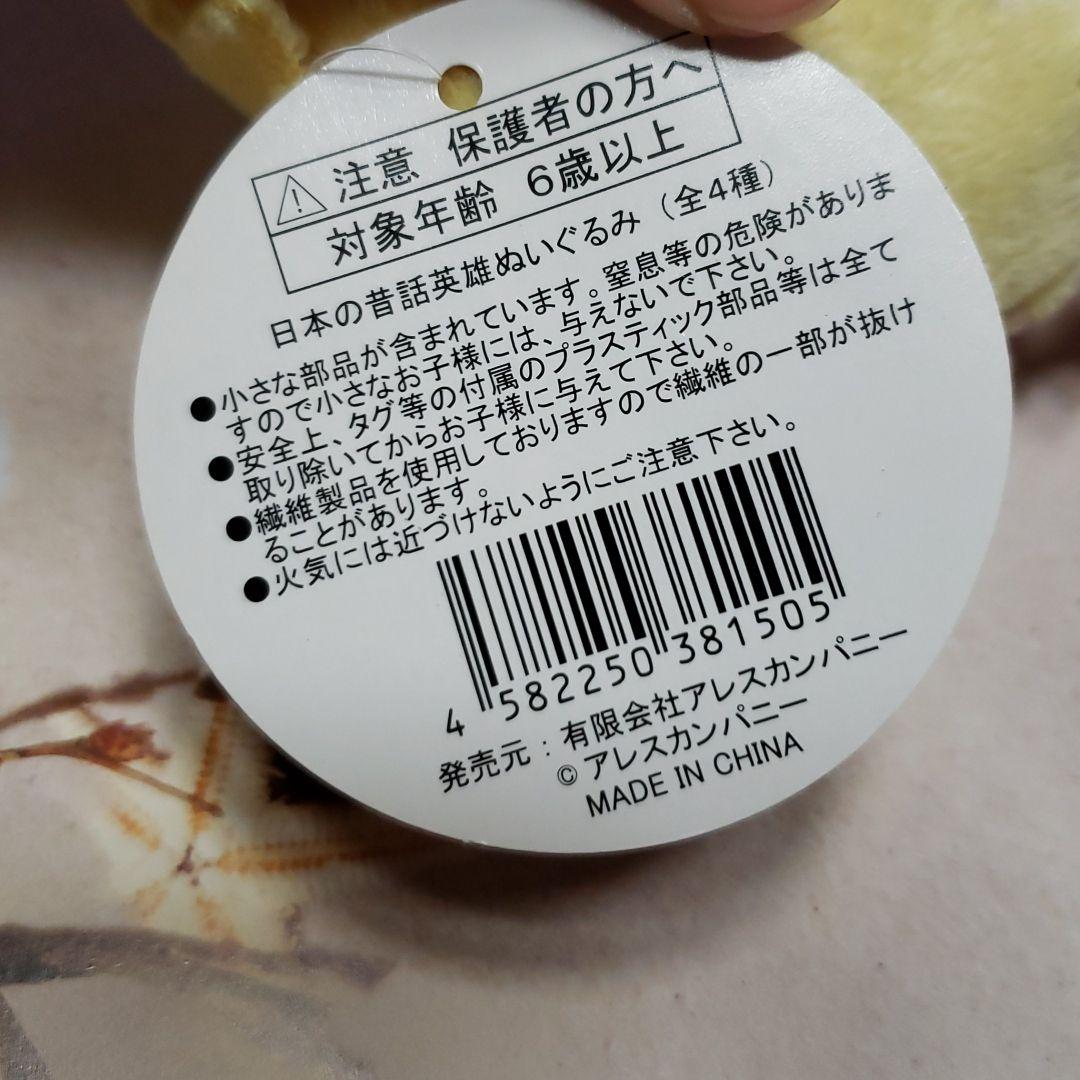 注意 保護者の方へ
対象年齢 6歳以上
日本の昔話英雄ぬいぐるみ（全4種）
●小さな部品が含まれています。窒息等の危険がありま
すので小さなお子様には、与えないで下さい。
●安全上、タグ等の付属のプラスティック部品等は全て
取り除いてからお子様に与えて下さい。
●繊維製品を使用しておりますので繊維の一部が抜け
ることがあります。
●火気には近づけないようにご注意下さい。
4 582250 381505
発売元：有限会社アレスカンパニー
© アレスカンパニー
MADE IN CHINA